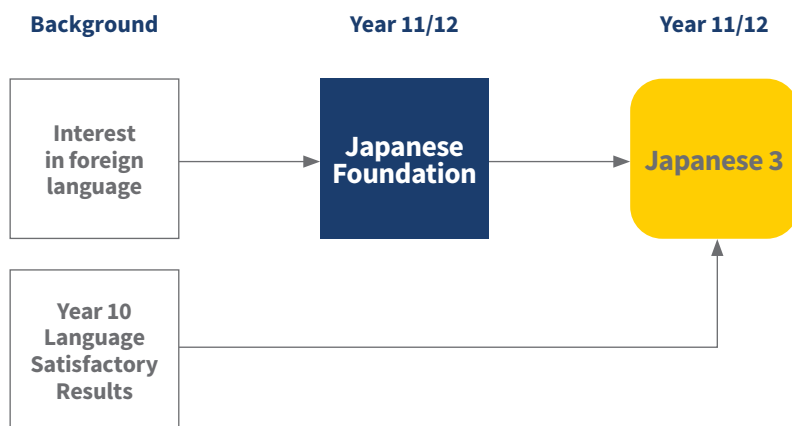 Background
Year 11/12
Year 11/12
Interest
in foreign
language
Japanese
Foundation
Japanese 3
Year 10
Language
Satisfactory
Results